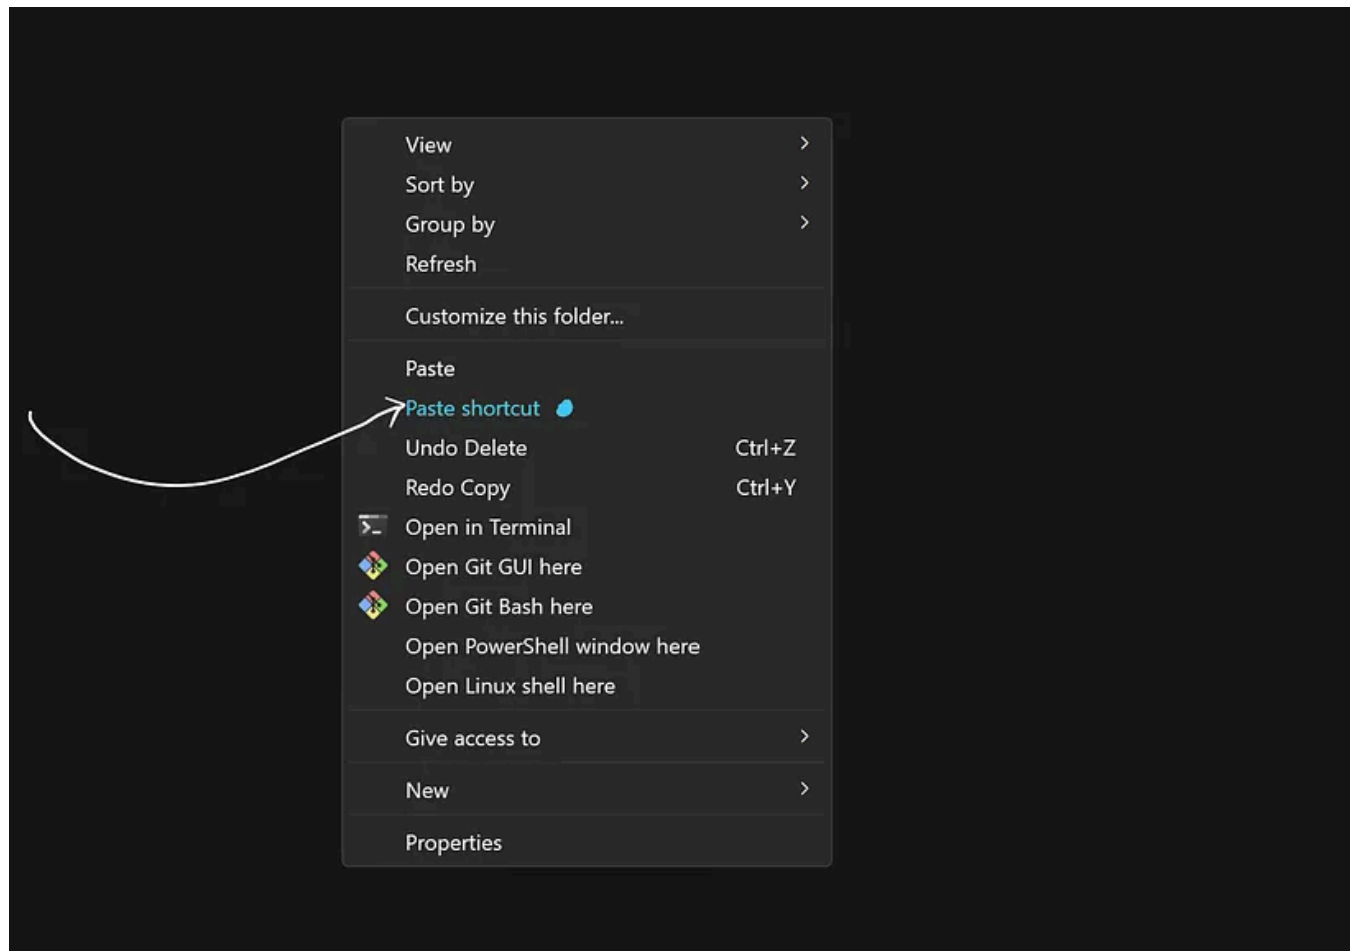 View
Sort by
Group by
Refresh
Customize this folder...
Paste
Paste shortcut
Undo Delete Ctrl+Z
Redo Copy Ctrl+Y
Open in Terminal
Open Git GUI here
Open Git Bash here
Open PowerShell window here
Open Linux shell here
Give access to
New
Properties